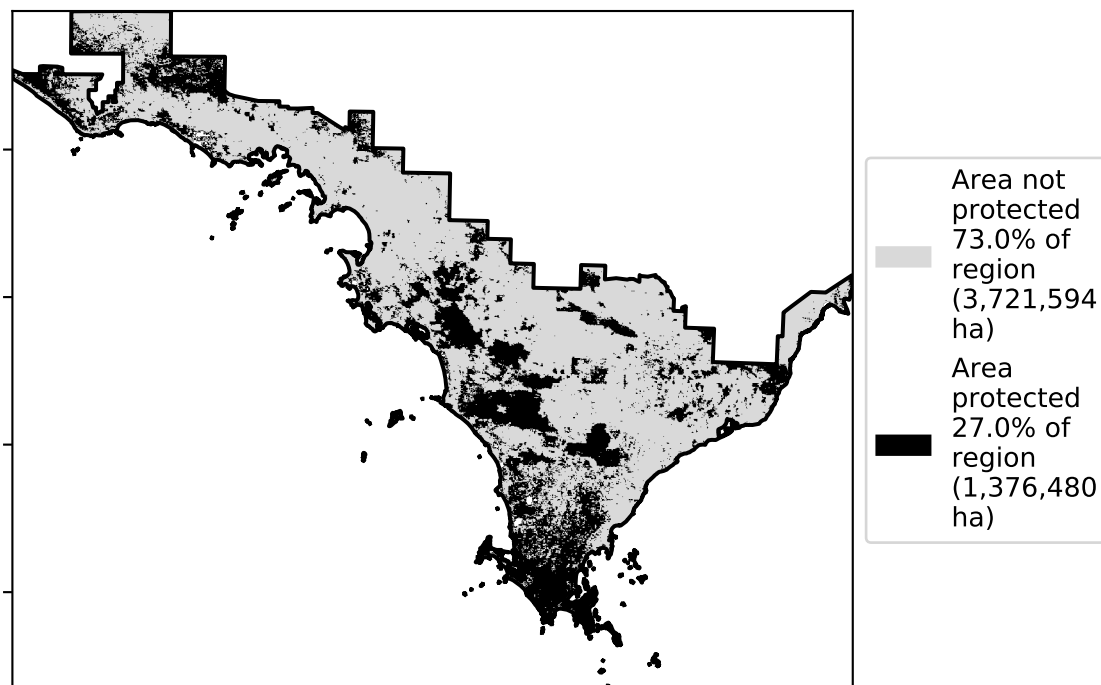 Area not
protected
73.0% of
region
(3,721,594
ha)
Area
protected
27.0% of
region
(1,376,480
ha)